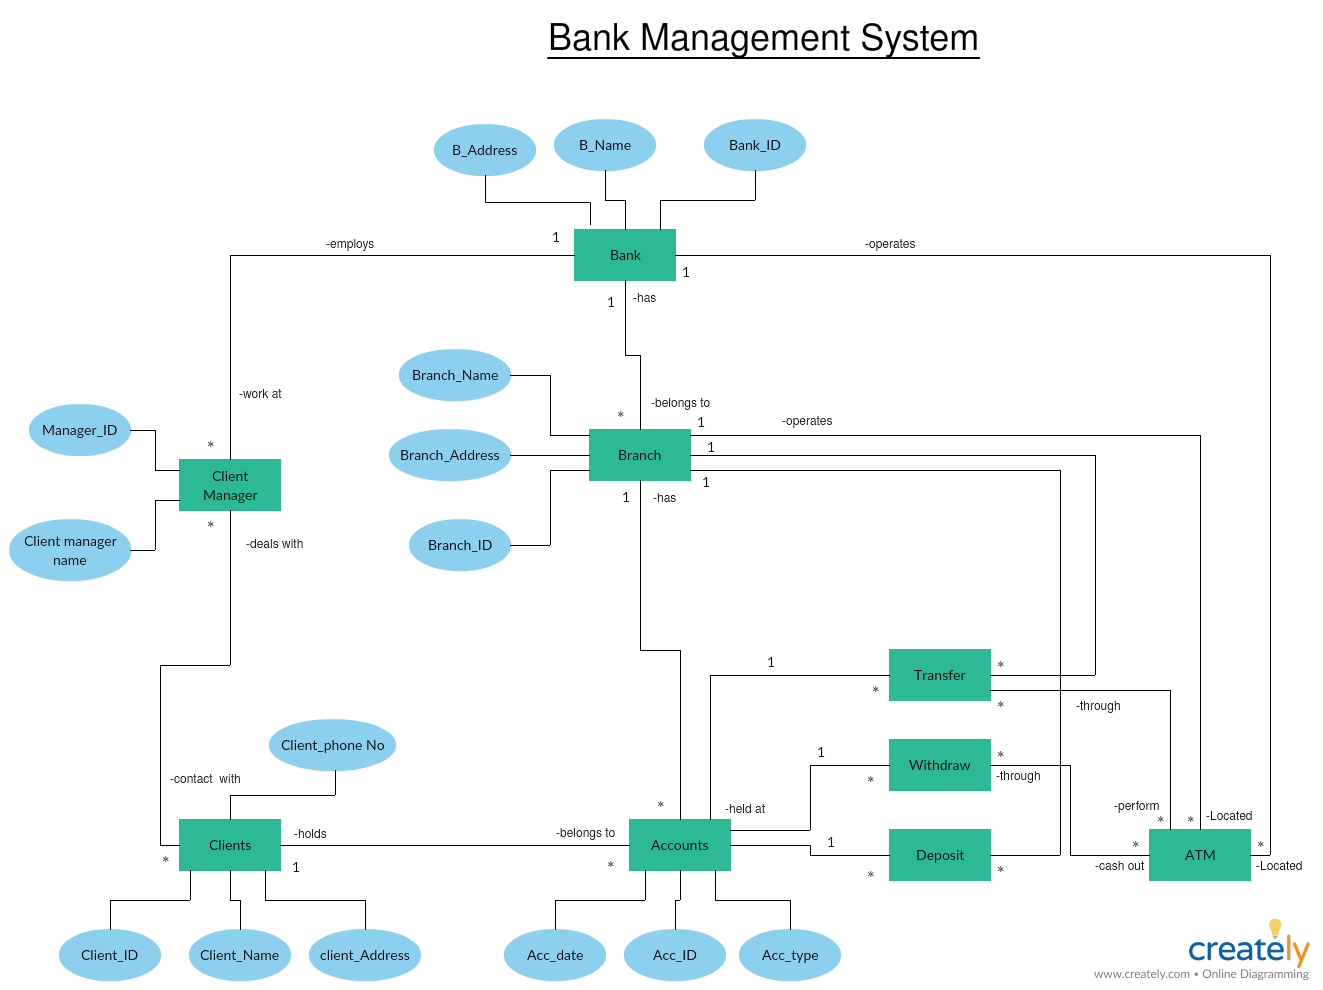 Bank Management System
B_Address
B_Name
Bank_ID
-employs
1
Bank
-operates
1
1
-has
Branch_Name
-work at
-belongs to
*
1
-operates
Manager_ID
*
Branch_Address
Branch
1
Client
Manager
1
1
-has
*
Client manager
name
-deals with
Branch_ID
1
*
Transfer
*
*
-through
Client_phone No
1
Withdraw
*
-through
*
-contact  with
*
-held at
-perform
*
*
-Located
Clients
-holds
-belongs to
Accounts
1
Deposit
*
ATM
*
*
1
*
*
*
-cash out
-Located
Client_ID
Client_Name
client_Address
Acc_date
Acc_ID
Acc_type
creately
www.creately.com • Online Diagramming